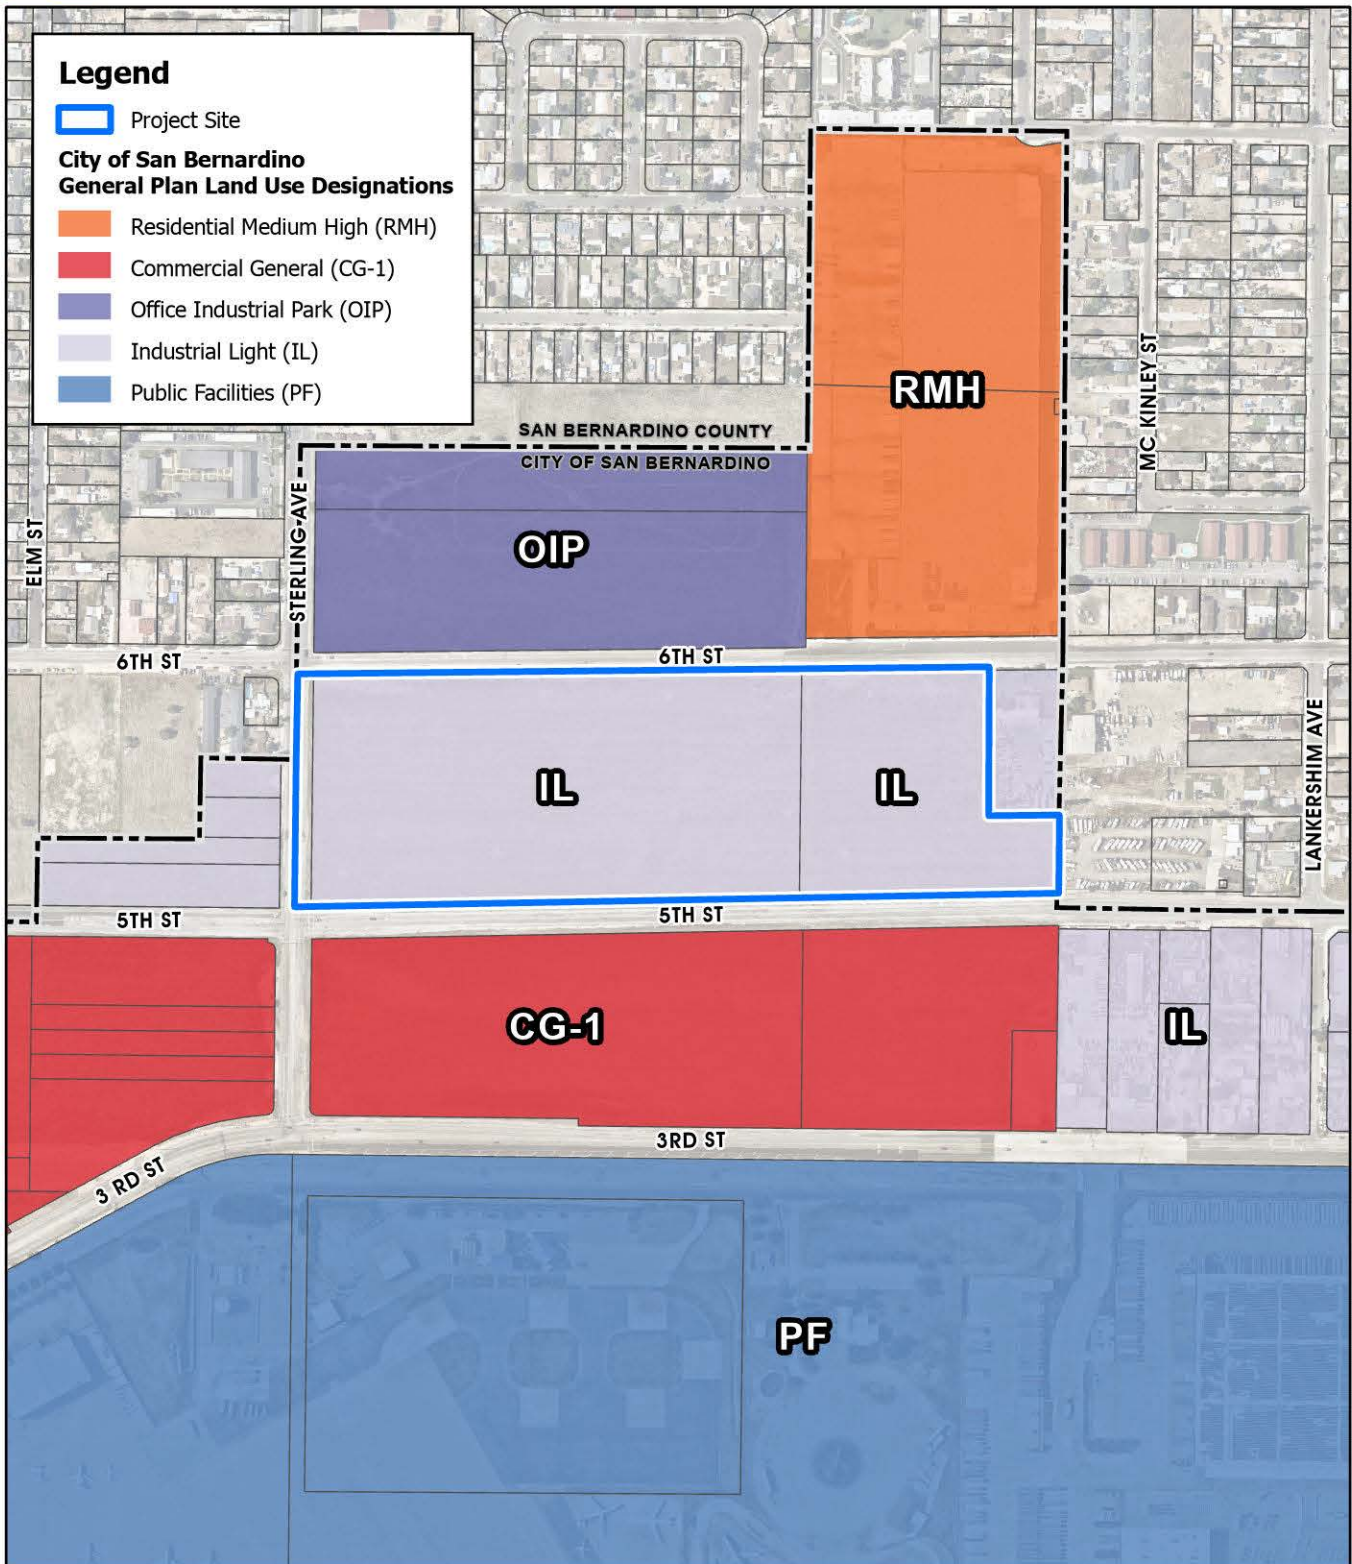 Legend
Project Site
City of San Bernardino
General Plan Land Use Designations
Residential Medium High (RMH)
Commercial General (CG-1)
Office Industrial Park (OIP)
Industrial Light (IL)
Public Facilities (PF)
RMH
MC KINLEY ST
SAN BERNARDINO COUNTY
CITY OF SAN BERNARDINO
STERLING AVE
ELM ST
OIP
6TH ST
6TH ST
IL
IL
LANKERSHIM AVE
5TH ST
5TH ST
CG-1
IL
3RD ST
3 RD ST
PF